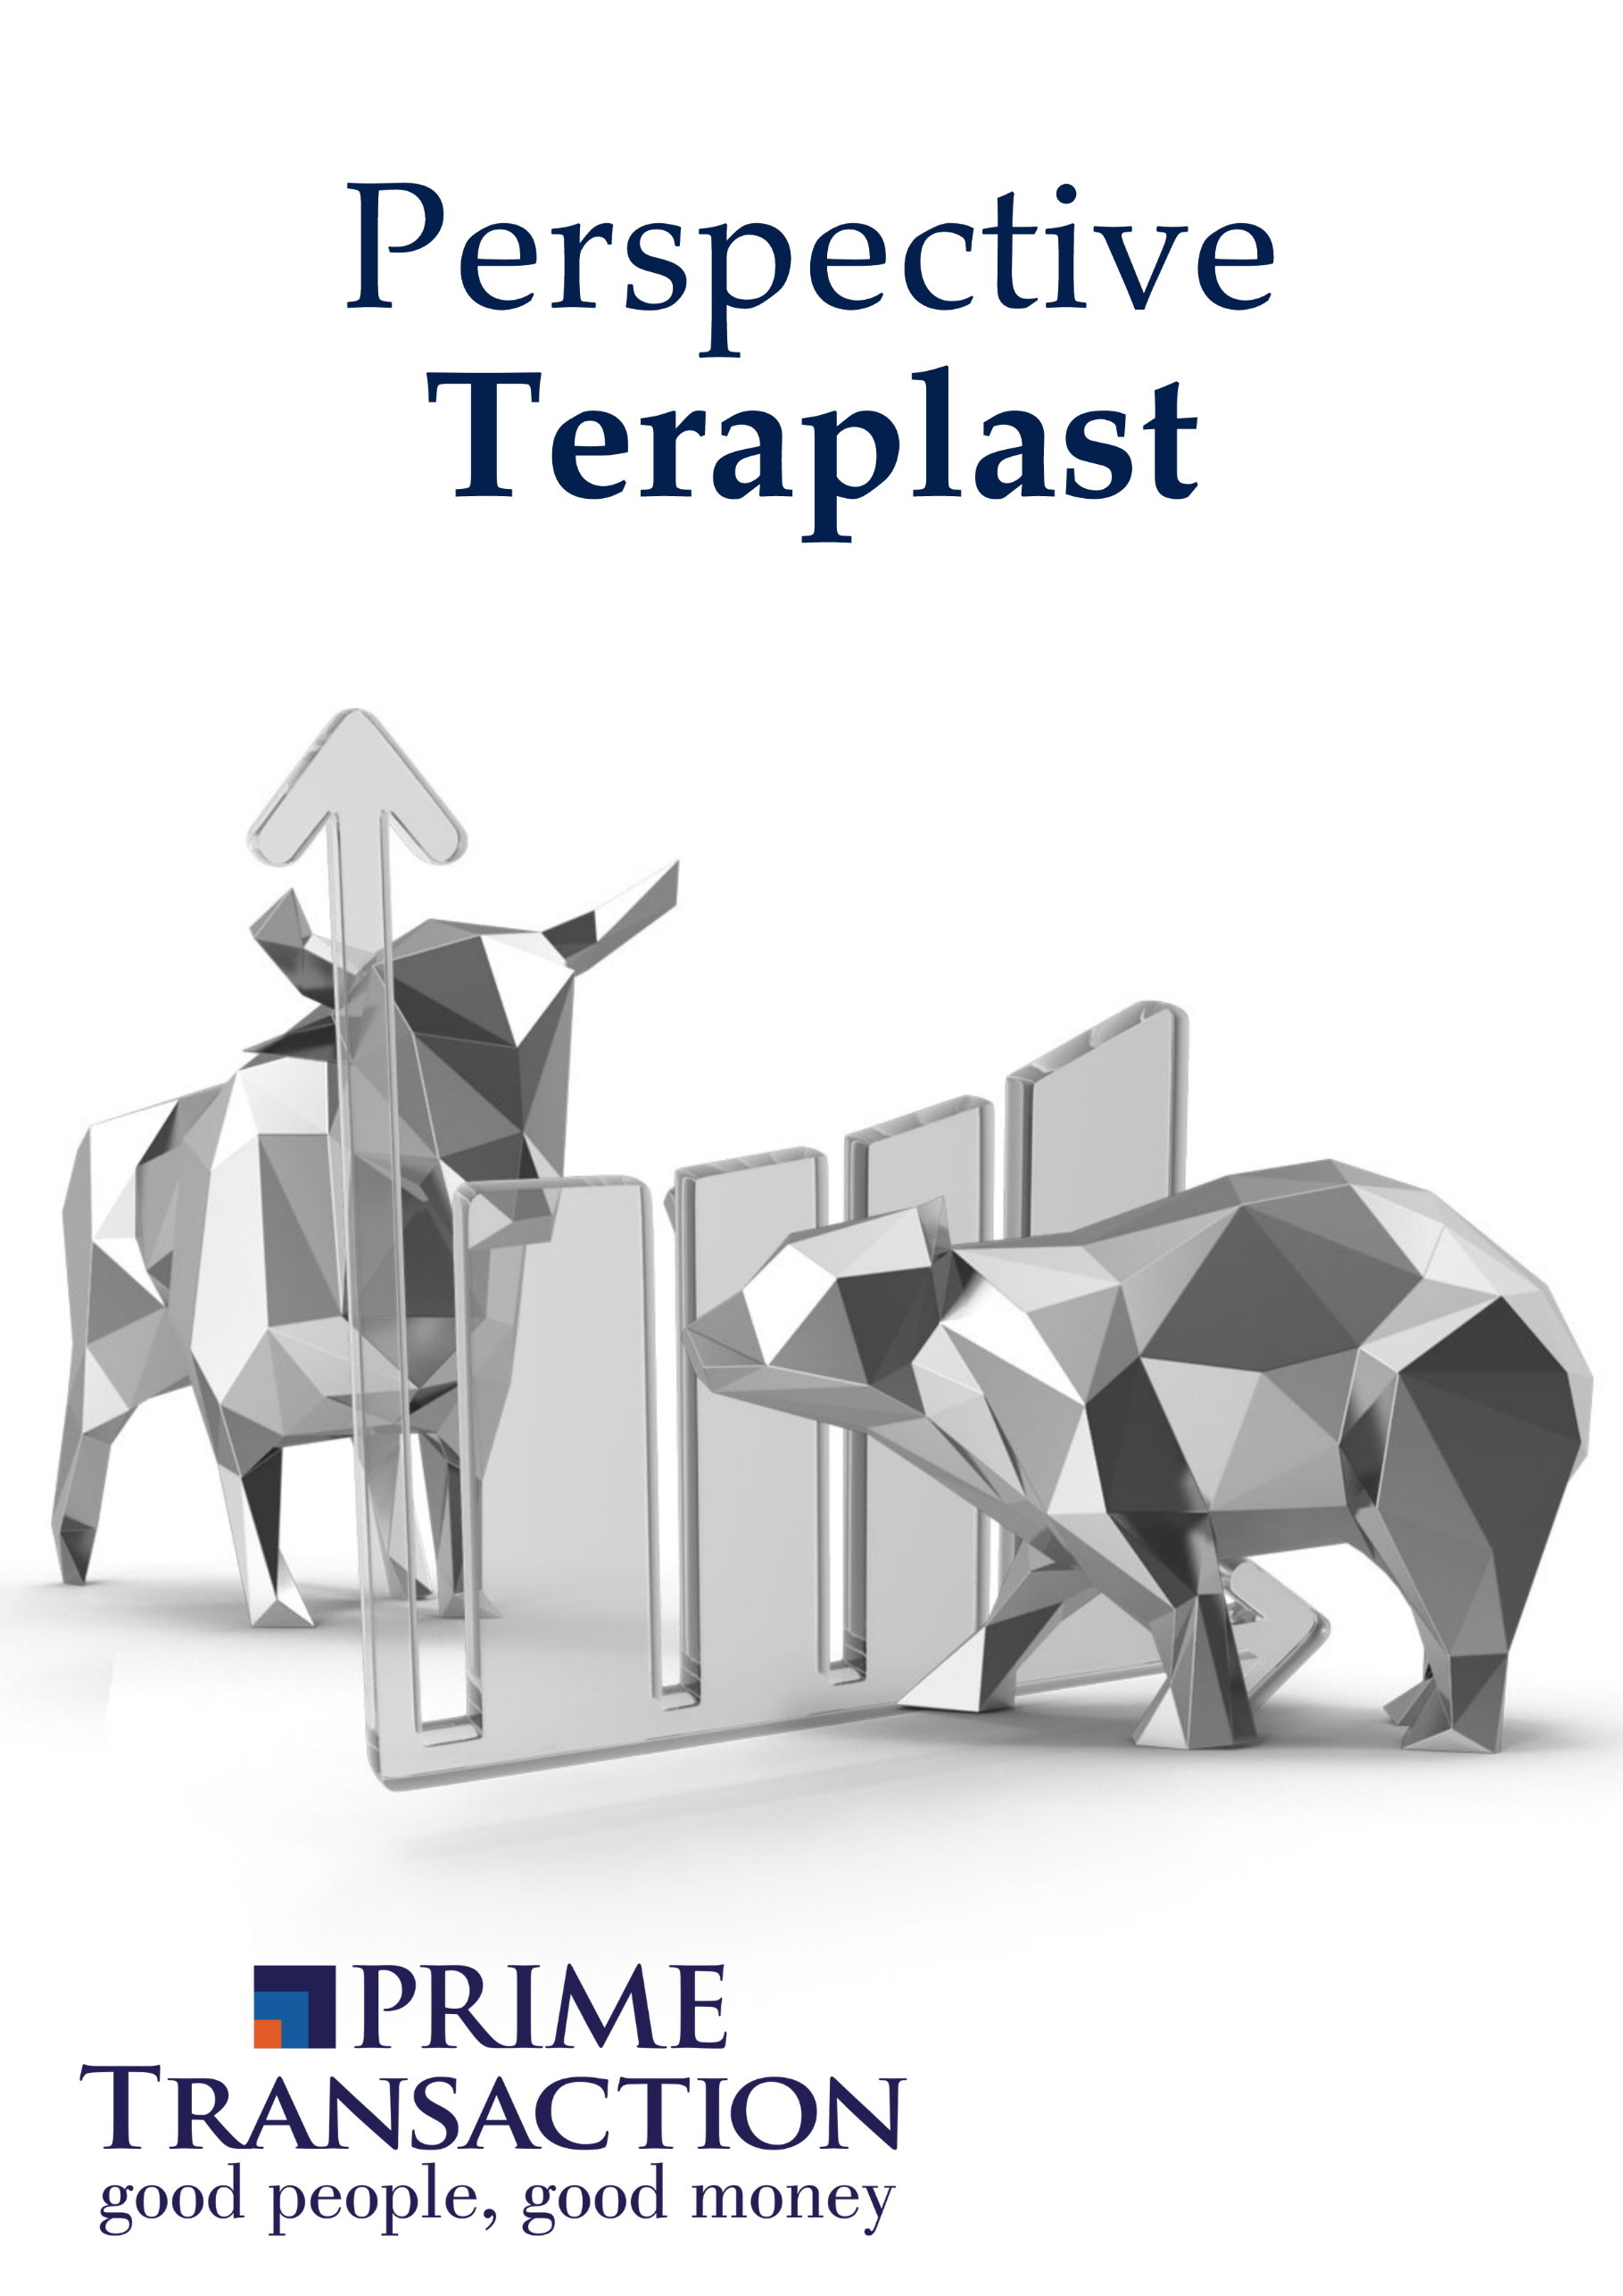 Perspective
Teraplast
PRIME
TRANSACTION
good people, good money